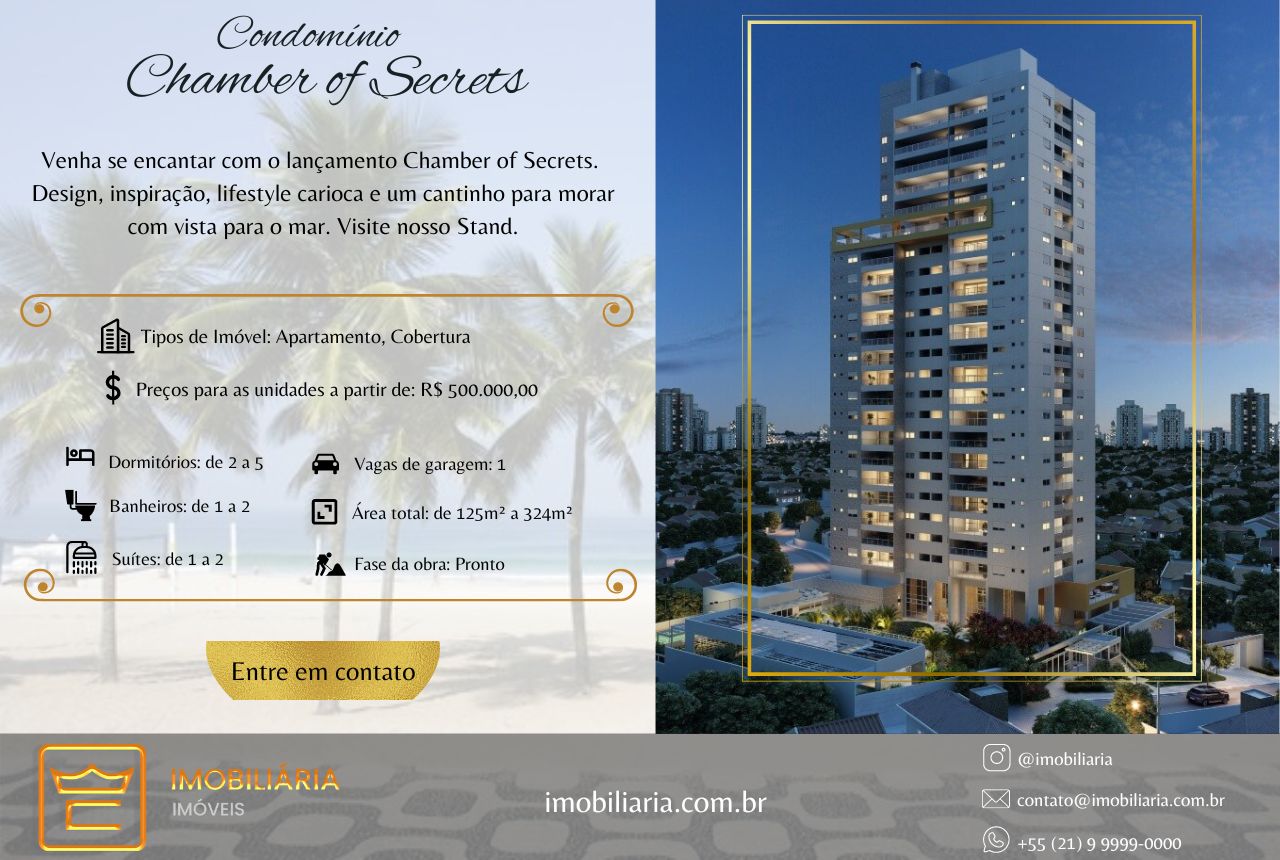 Condomínio
Chamber of Secrets
Venha se encantar com o lançamento Chamber of Secrets.
Design, inspiração, lifestyle carioca e um cantinho para morar
com vista para o mar. Visite nosso Stand.
Tipos de Imóvel: Apartamento, Cobertura
Preços para as unidades a partir de: R$ 500.000,00
Dormitórios: de 2 a 5
Banheiros: de 1 a 2
Suítes: de 1 a 2
Vagas de garagem: 1
Área total: de 125m² a 324m²
Fase da obra: Pronto
Entre em contato
IMOBILIÁRIA
IMÓVEIS
imobiliaria.com.br
@imobiliaria
contato@imobiliaria.com.br
+55 (21) 9 9999-0000